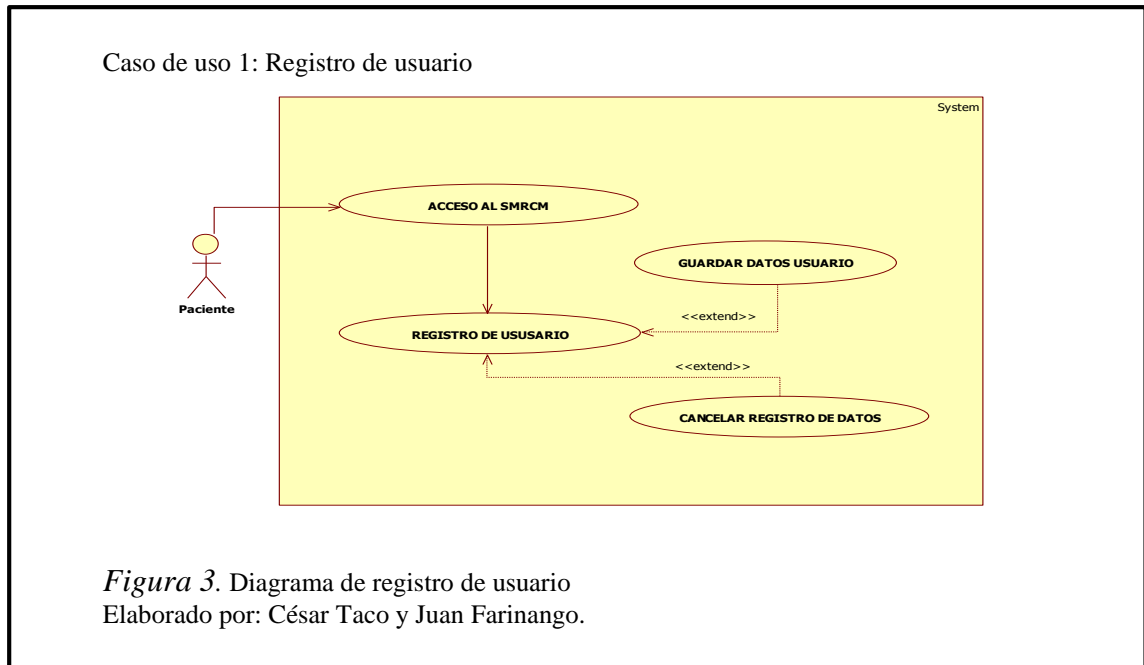 Caso de uso 1: Registro de usuario
System
ACCESO AL SMRCM
GUARDAR DATOS USUARIO
Paciente
<<extend>>
REGISTRO DE USUSARIO
<<extend>>
CANCELAR REGISTRO DE DATOS
Figura 3. Diagrama de registro de usuario
Elaborado por: César Taco y Juan Farinango.